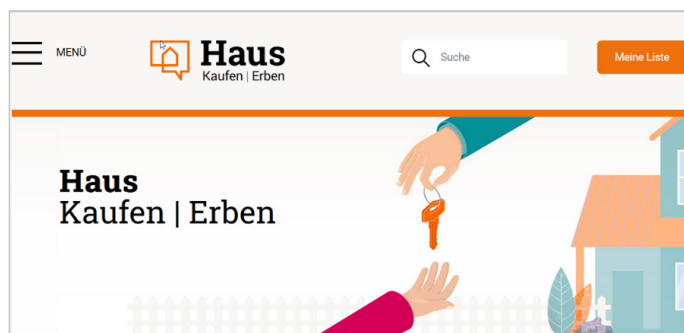 MENÜ
Haus
Kaufen | Erben
Suche
Meine Liste
Haus
Kaufen | Erben